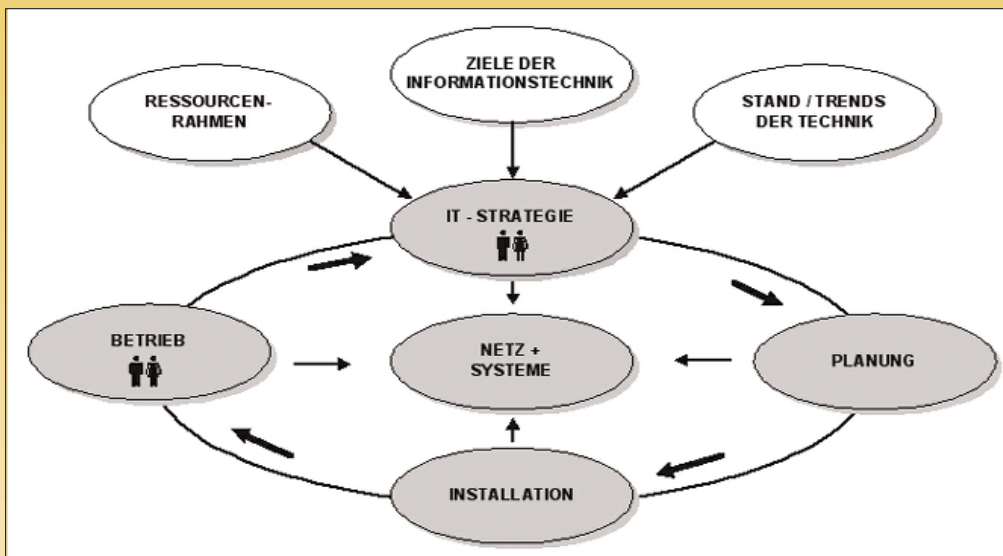 ZIELE DER
INFORMATIONSTECHNIK
RESSOURCEN-
RAHMEN
STAND / TRENDS
DER TECHNIK
IT - STRATEGIE
BETRIEB
NETZ +
SYSTEME
PLANUNG
INSTALLATION